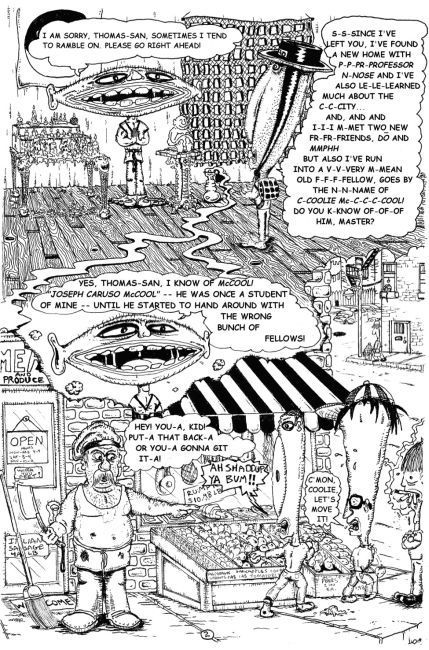 I AM SORRY, THOMAS-SAN, SOMETIMES I TEND
TO RAMBLE ON. PLEASE GO RIGHT AHEAD!
S-S-SINCE I'VE
LEFT YOU, I'VE FOUND
A NEW HOME WITH
P-P-PR-PROFESSOR
N-NOSE AND I'VE
ALSO LE-LE-LEARNED
MUCH ABOUT THE
C-C-CITY...
AND, AND AND
I-I-I M-MET TWO NEW
FR-FR-FRIENDS, DO AND
MMPHH
BUT ALSO I'VE RUN
INTO A V-V-VERY M-MEAN
OLD F-F-F-FELLOW, GOES BY
THE N-N-NAME OF
C-COOLIE Mc-C-C-C-COOL!
DO YOU K-KNOW OF-OF-OF
HIM, MASTER?
YES, THOMAS-SAN, I KNOW OF McCOOL!
"JOSEPH CARUSO McCOOL" -- HE WAS ONCE A STUDENT
OF MINE -- UNTIL HE STARTED TO HAND AROUND WITH
THE WRONG
BUNCH OF
FELLOWS!
PRODUCE
OPEN
HEY! YOU-A, KID!
PUT-A THAT BACK-A
OR YOU-A GONNA GIT
IT-A!
AH SHADDUP,
YA BUM!!
C'MON,
COOLIE,
LET'S
MOVE
IT!
2